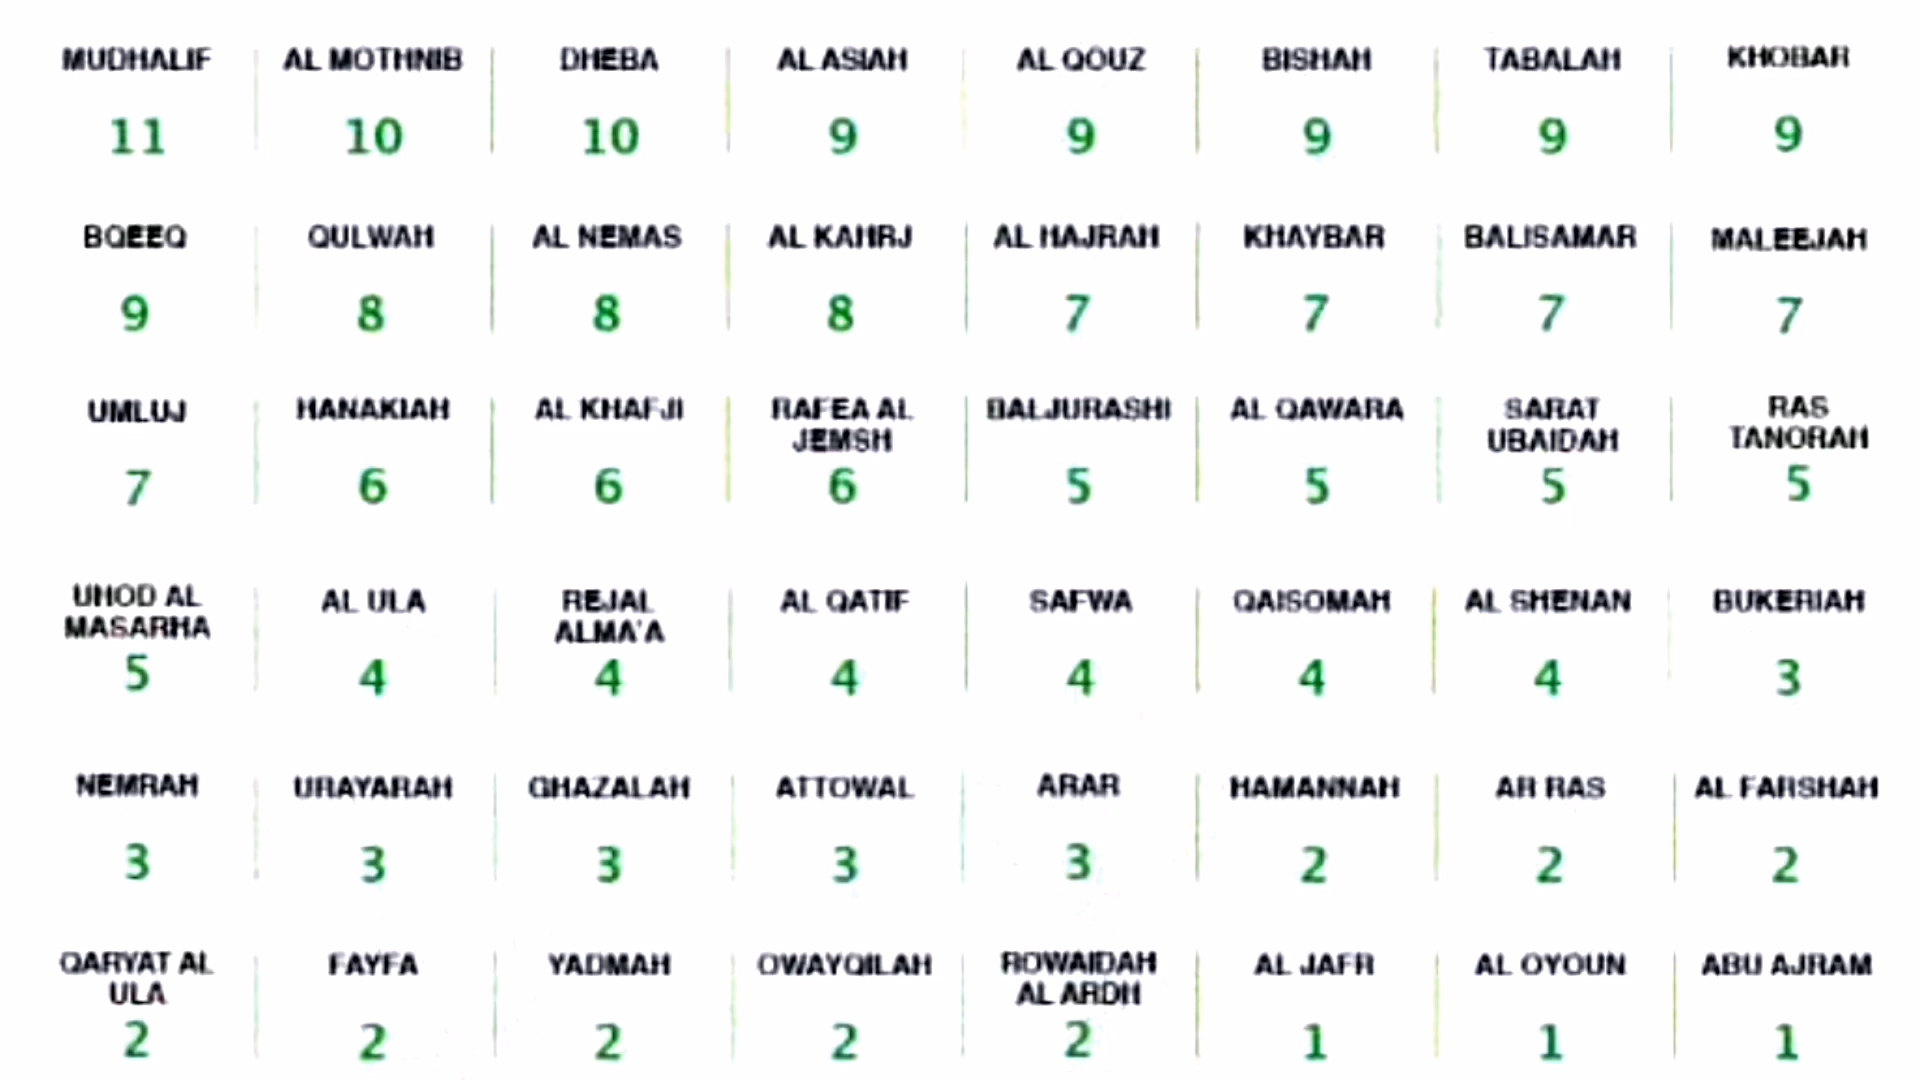 MUDHALIF AL MOTHNIB DHEBA AL ASIAH AL QOUZ BISHAH TABALAH KHOBAR
11 10 10 9 9 9 9 9
BQEEQ QULWAH AL NEMAS AL KAHRJ AL HAJRAH KHAYBAR BALISAMAR MALEEJAH
9 8 8 8 7 7 7 7
UMLUJ HANAKIAH AL KHAFJI RAFEA AL JEMSH BALJURASHI AL QAWARA SARAT UBAIDAH RAS TANORAH
7 6 6 6 5 5 5 5
UHOD AL MASARHA AL ULA REJAL ALMA'A AL QATIF SAFWA QAISOMAH AL SHENAN BUKERIAH
5 4 4 4 4 4 4 3
NEMRAH URAYARAH GHAZALAH ATTOWAL ARAR HAMANNAH AR RAS AL FARSHAH
3 3 3 3 3 2 2 2
QARYAT AL ULA FAYFA YADMAH OWAYQILAH ROWAIDAH AL ARDH AL JAFR AL OYOUN ABU AJRAM
2 2 2 2 2 1 1 1